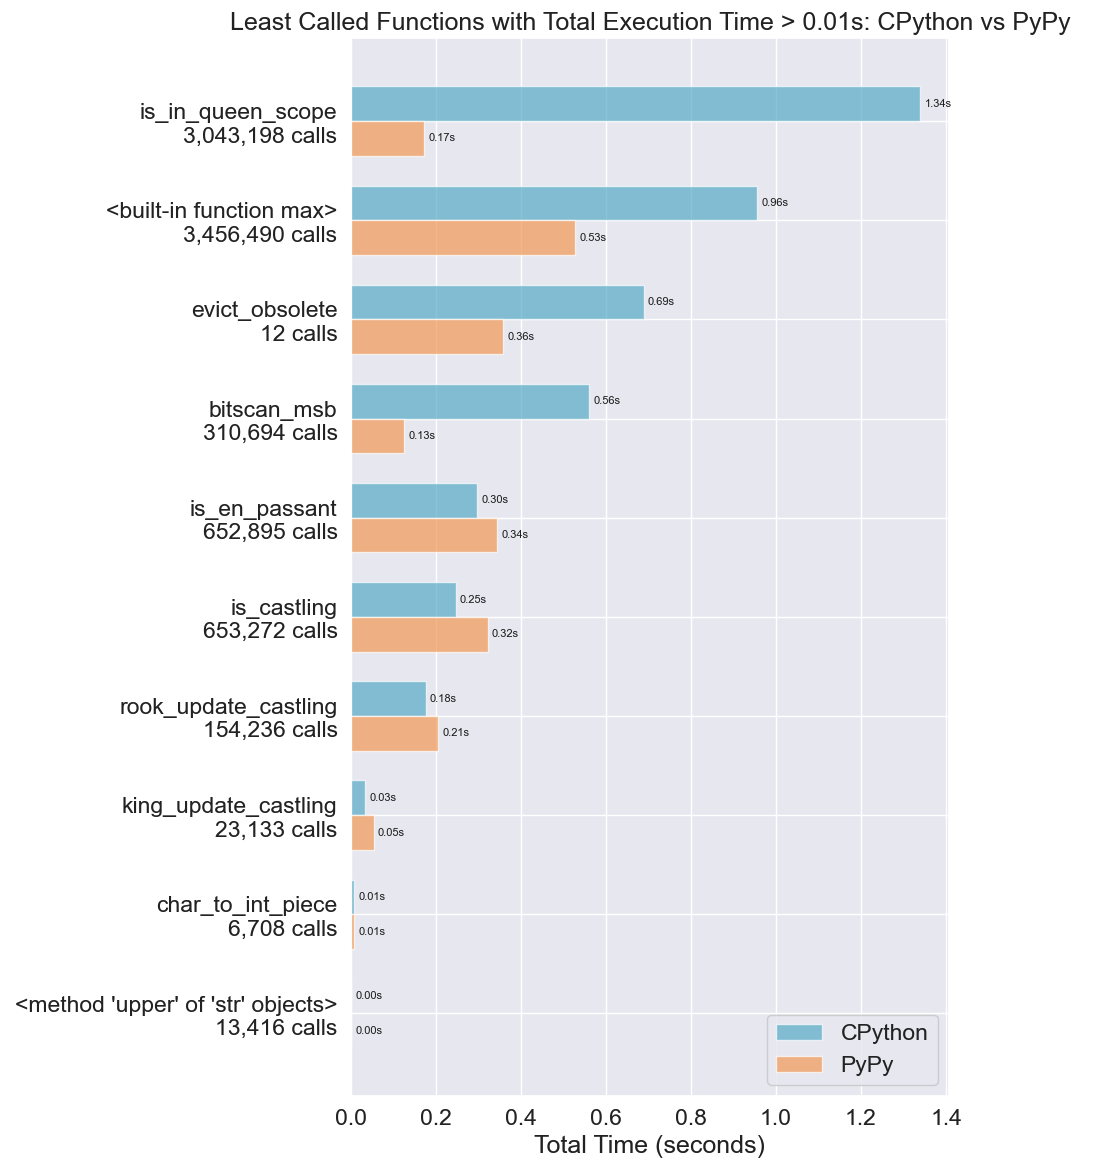 Least Called Functions with Total Execution Time > 0.01s: CPython vs PyPy
is_in_queen_scope
3,043,198 calls
1.34s
0.17s
<built-in function max>
3,456,490 calls
0.96s
0.53s
evict_obsolete
12 calls
0.69s
0.36s
bitscan_msb
310,694 calls
0.56s
0.13s
is_en_passant
652,895 calls
0.30s
0.34s
is_castling
653,272 calls
0.25s
0.32s
rook_update_castling
154,236 calls
0.18s
0.21s
king_update_castling
23,133 calls
0.03s
0.05s
char_to_int_piece
6,708 calls
0.01s
0.01s
<method 'upper' of 'str' objects>
13,416 calls
0.00s
0.00s
CPython
PyPy
0.0 0.2 0.4 0.6 0.8 1.0 1.2 1.4
Total Time (seconds)